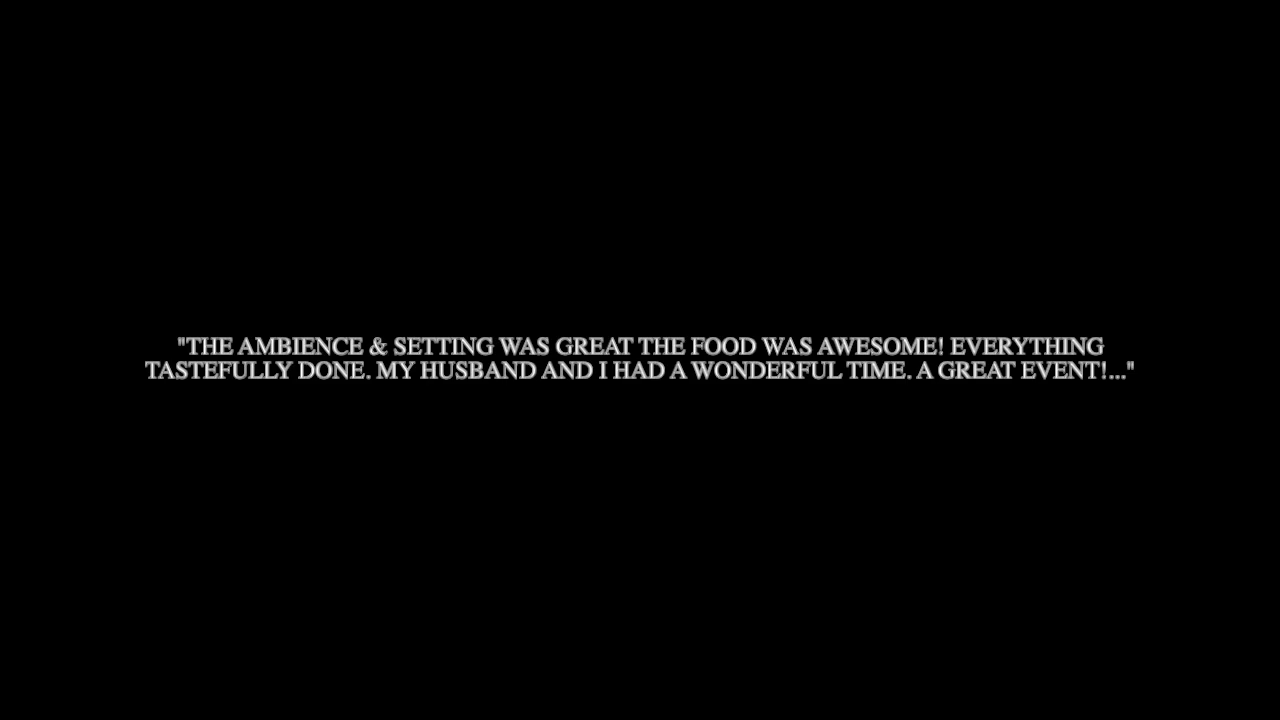 "THE AMBIENCE & SETTING WAS GREAT THE FOOD WAS AWESOME! EVERYTHING
TASTEFULLY DONE. MY HUSBAND AND I HAD A WONDERFUL TIME. A GREAT EVENT!..."